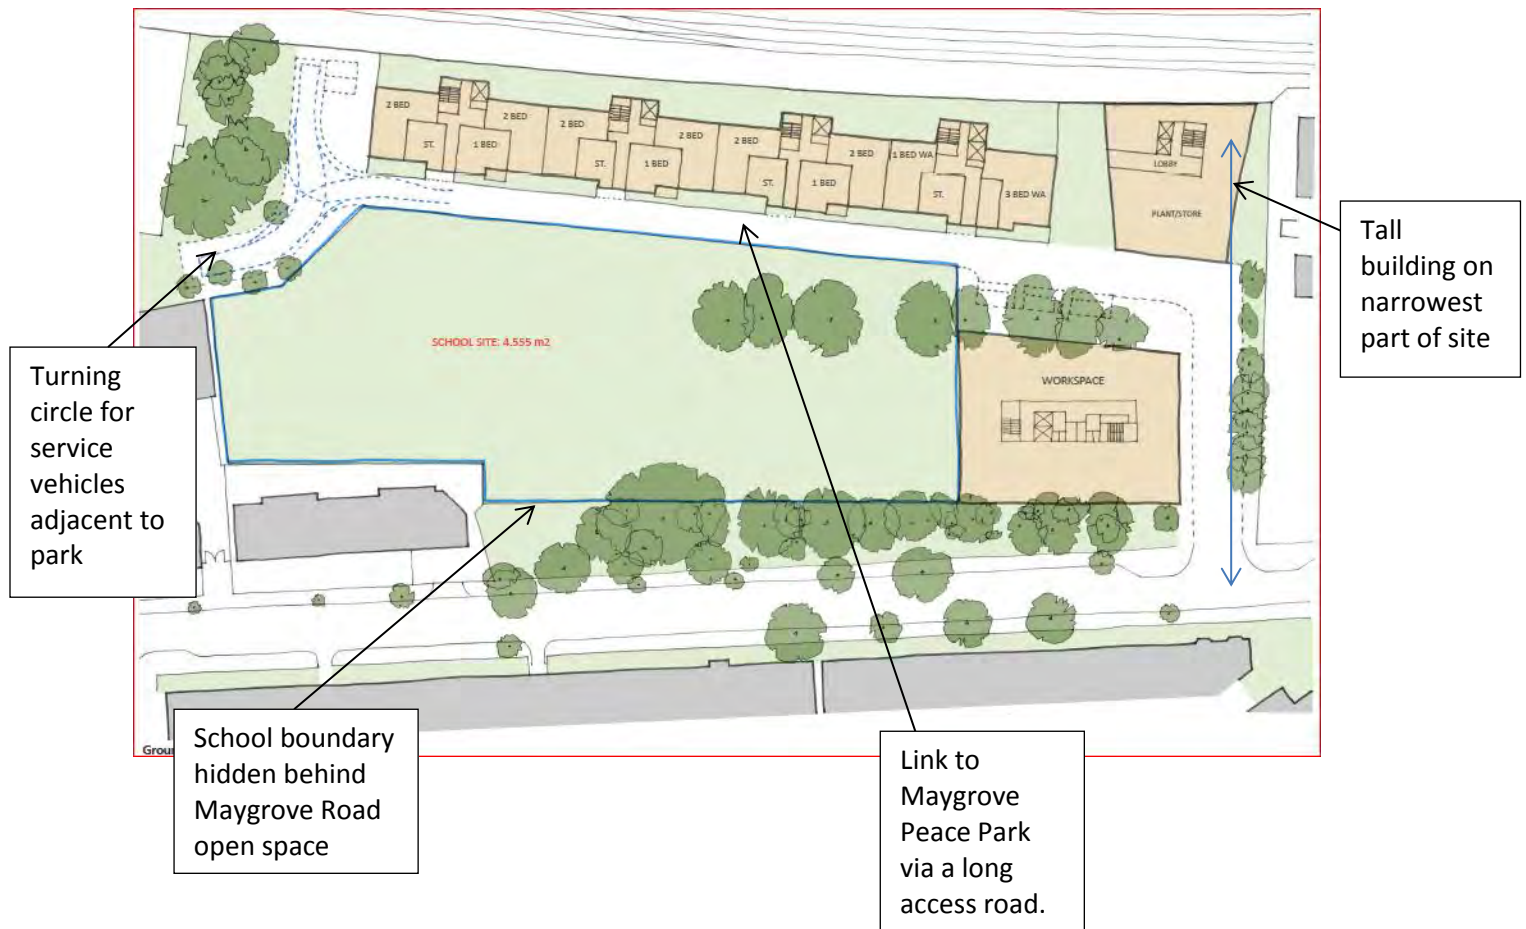 2 BED
2 BED
2 BED
2 BED
2 BED
2 BED
1 BED WA
3 BED WA
ST.
1 BED
ST.
1 BED
ST.
1 BED
ST.
LOBBY
PLANT/STORE
SCHOOL SITE: 4.555 m2
WORKSPACE
Tall
building on
narrowest
part of site
Turning
circle for
service
vehicles
adjacent to
park
School boundary
hidden behind
Maygrove Road
open space
Link to
Maygrove
Peace Park
via a long
access road.